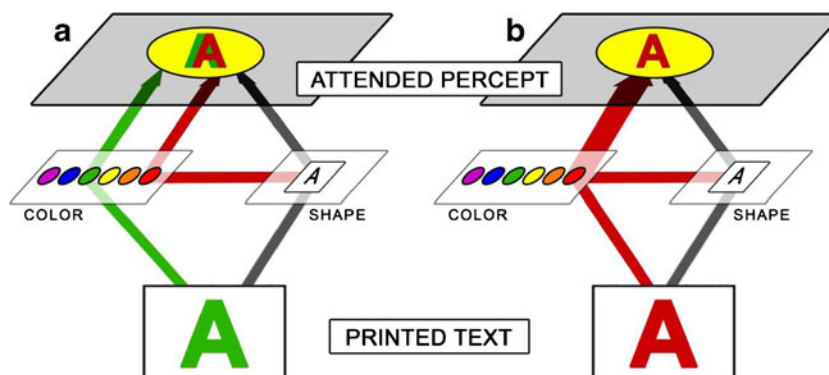 a
b
A A
A
ATTENDED PERCEPT
A
A
COLOR
SHAPE
COLOR
SHAPE
A
A
PRINTED TEXT